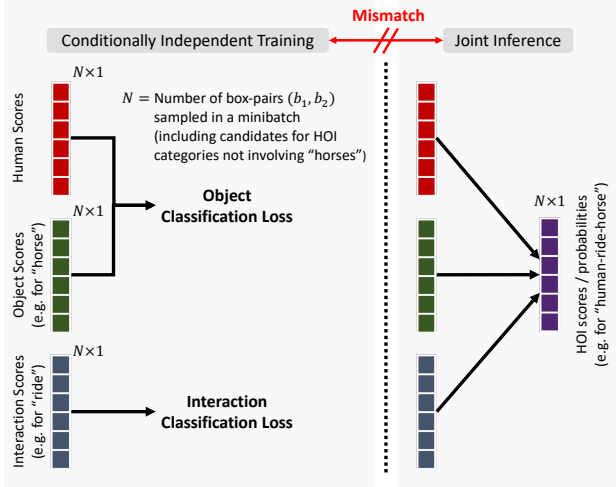 Mismatch
Conditionally Independent Training
Joint Inference
N×1
Human Scores
N = Number of box-pairs (b₁, b₂)
sampled in a minibatch
(including candidates for HOI
categories not involving “horses”)
Object
Classification Loss
N×1
Object Scores
(e.g. for “horse”)
N×1
Interaction Scores
(e.g. for “ride”)
Interaction
Classification Loss
N×1
HOI scores / probabilities
(e.g. for “human-ride-horse”)